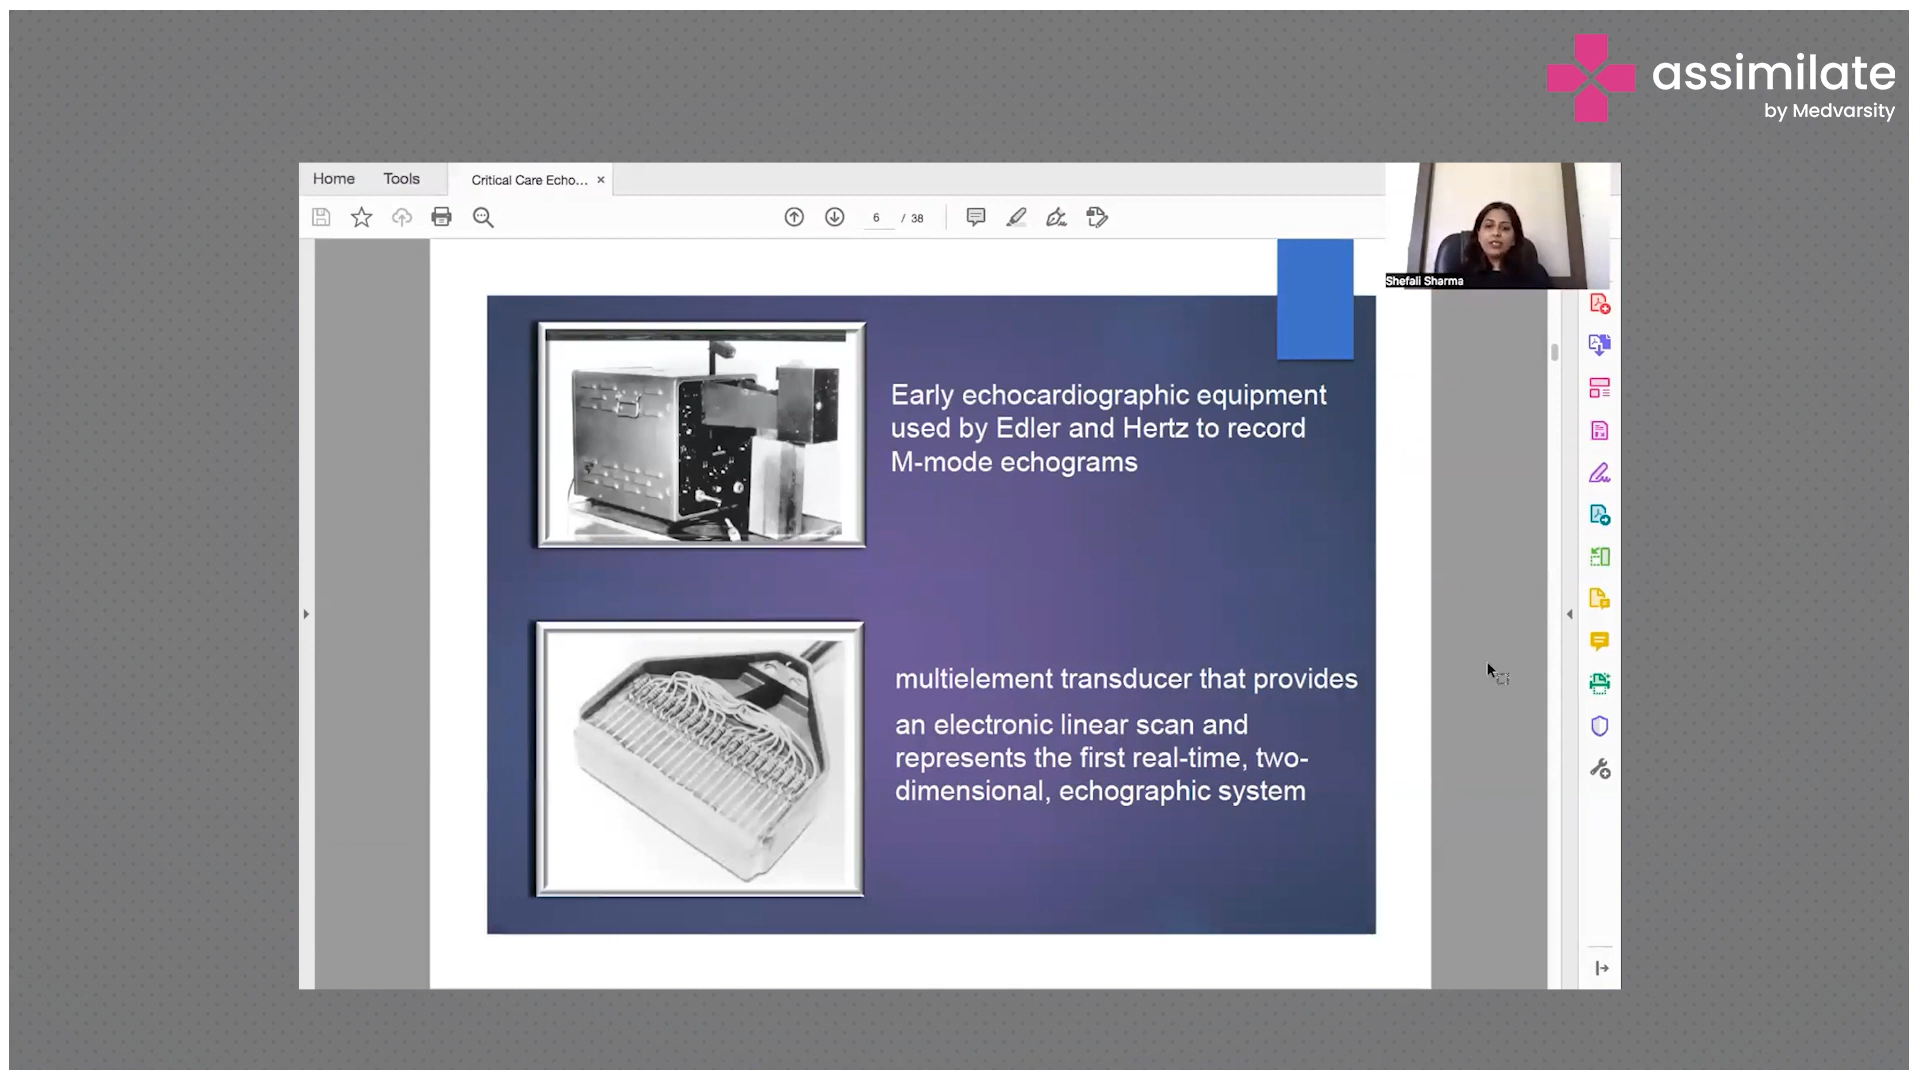 assimilate
by Medvarsity
Home Tools Critical Care Echo... ×
6 / 38
Shefali Sharma
Early echocardiographic equipment
used by Edler and Hertz to record
M-mode echograms
multielement transducer that provides
an electronic linear scan and
represents the first real-time, two-
dimensional, echographic system